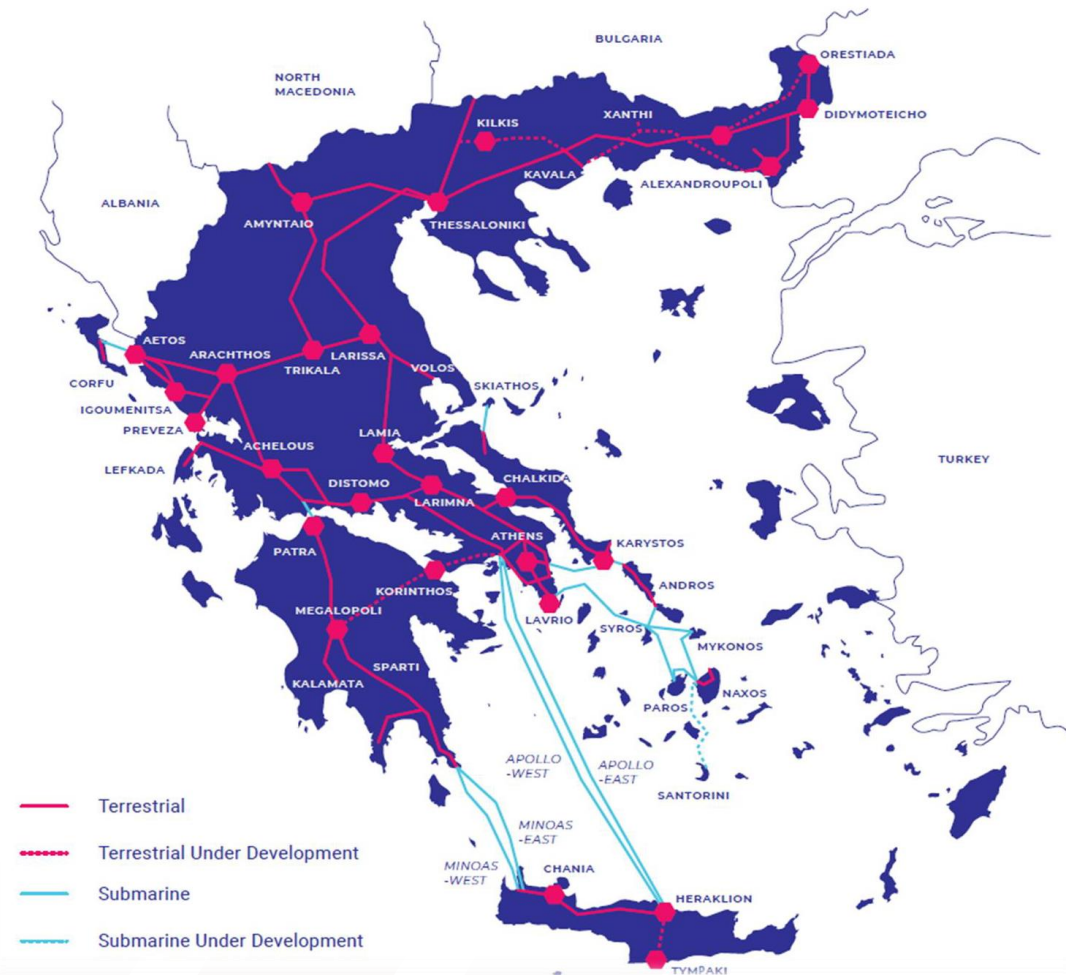 BULGARIA
ORESTIADA
NORTH
MACEDONIA
DIDYMOTEICHO
KILKIS
XANTHI
KAVALA
ALEXANDROUPOLI
ALBANIA
AMYNTAIO
THESSALONIKI
AETOS
ARACHTHOS
TRIKALA
LARISSA
VOLOS
CORFU
SKIATHOS
IGOUMENITSA
PREVEZA
LAMIA
ACHELOUS
LEFKADA
TURKEY
DISTOMO
CHALKIDA
LARIMNA
ATHENS
KARYSTOS
PATRA
ANDROS
KORINTHOS
MEGALOPOLI
LAVRIO
SYROS
MYKONOS
SPARTI
KALAMATA
NAXOS
PAROS
APOLLO
-WEST
APOLLO
-EAST
SANTORINI
Terrestrial
MINOAS
-EAST
Terrestrial Under Development
MINOAS
-WEST
CHANIA
Submarine
HERAKLION
Submarine Under Development
TYMPAKI